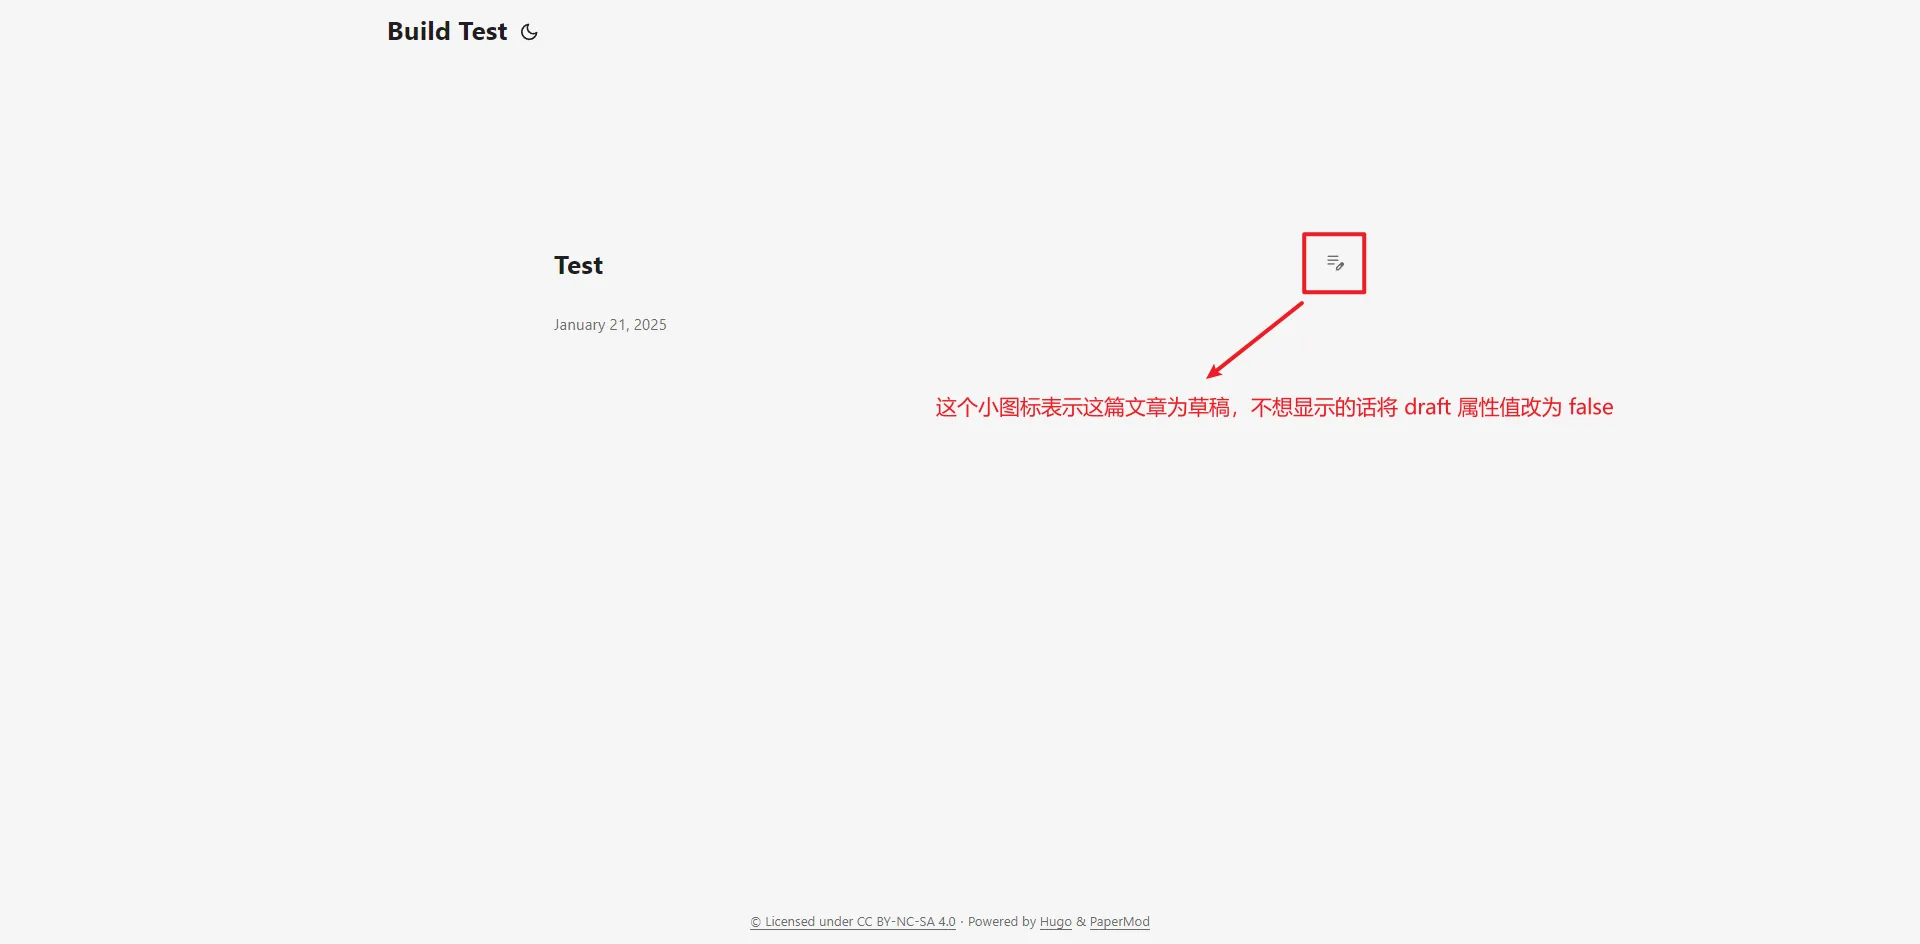 Build Test
Test
January 21, 2025
这个小图标表示这篇文章为草稿，不想显示的话将 draft 属性值改为 false
© Licensed under CC BY-NC-SA 4.0 · Powered by Hugo & PaperMod